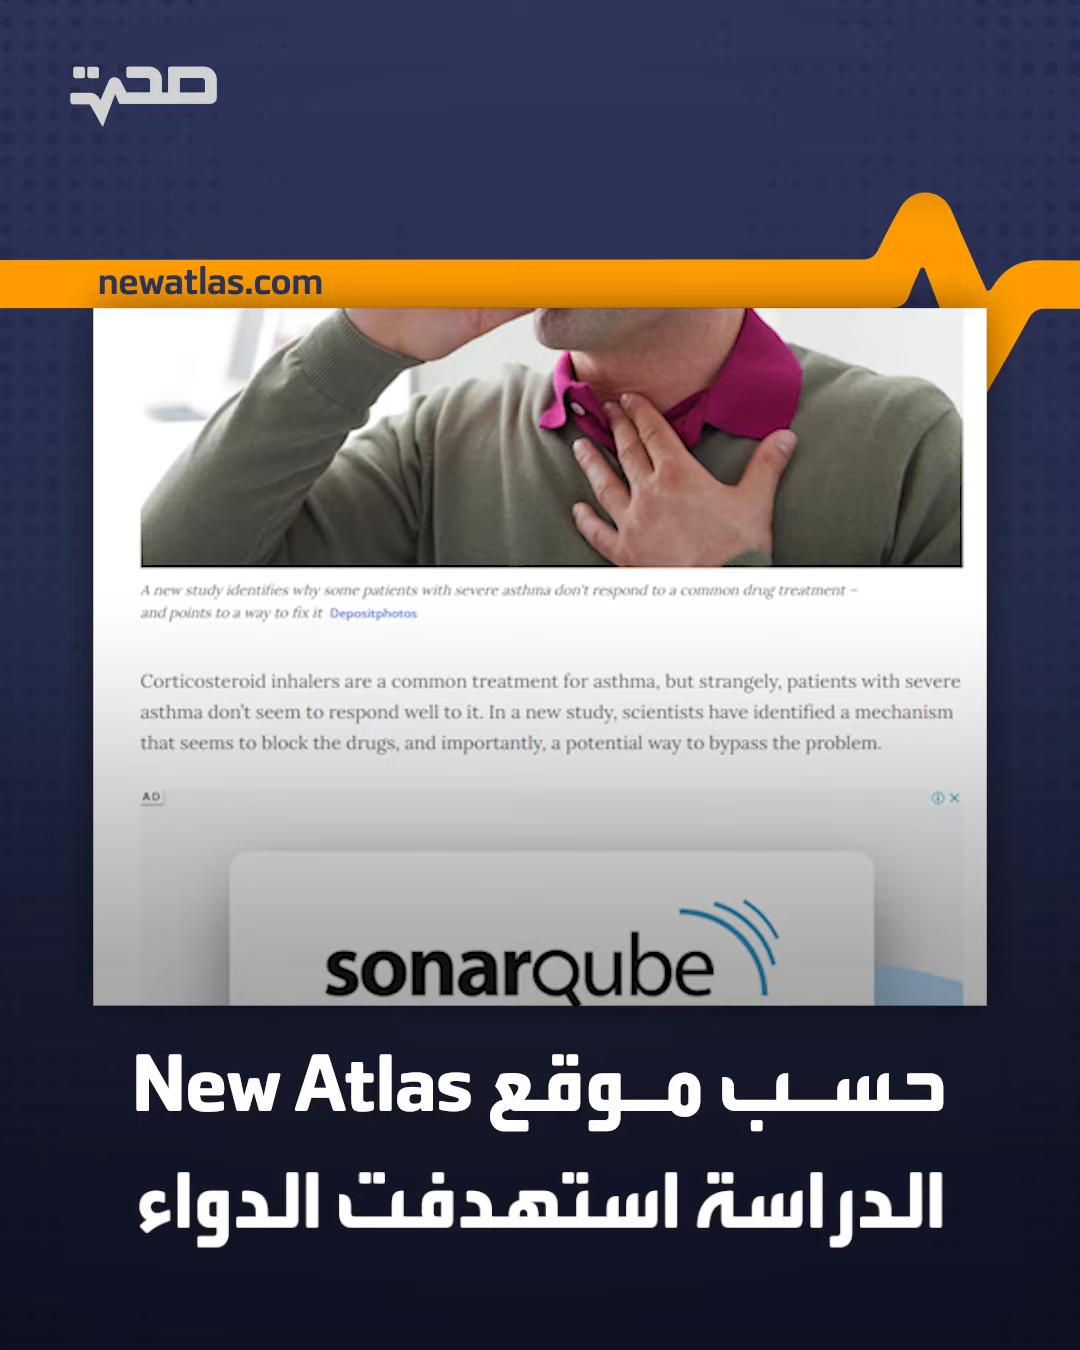 صحة
newatlas.com
A new study identifies why some patients with severe asthma don't respond to a common drug treatment –
and points to a way to fix it Depositphotos
Corticosteroid inhalers are a common treatment for asthma, but strangely, patients with severe
asthma don't seem to respond well to it. In a new study, scientists have identified a mechanism
that seems to block the drugs, and importantly, a potential way to bypass the problem.
AD
sonarqube
حسب موقع New Atlas
الدراسة استهدفت الدواء